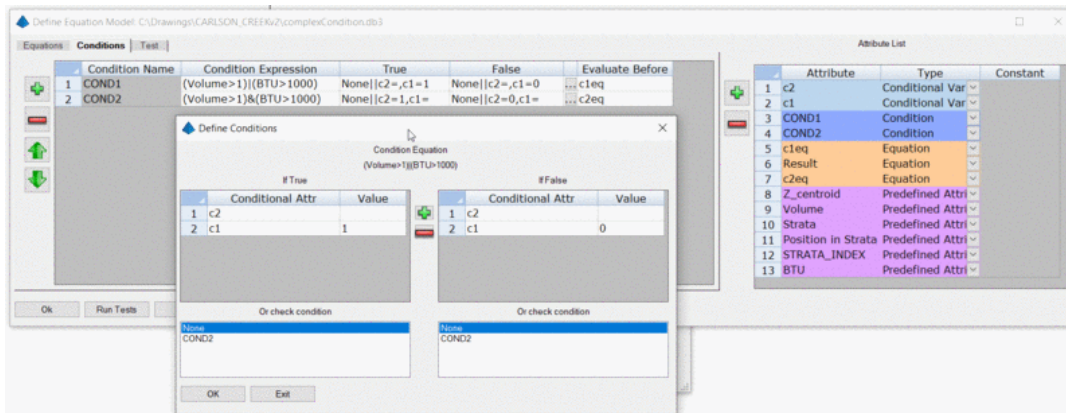 Define Equation Model: C:\Drawings\CARLSON_CREEKv2\complexCondition.db3
Equations Conditions Test
Attribute List
Condition Name Condition Expression True False Evaluate Before
1 COND1 (Volume>1)|(BTU>1000) None||c2=,c1=1 None||c2=,c1=0 ... c1eq
2 COND2 (Volume>1)&(BTU>1000) None||c2=1,c1= None||c2=0,c1= ... c2eq
Attribute Type Constant
1 c2 Conditional Var
2 c1 Conditional Var
3 COND1 Condition
4 COND2 Condition
5 c1eq Equation
6 Result Equation
7 c2eq Equation
8 Z_centroid Predefined Attri
9 Volume Predefined Attri
10 Strata Predefined Attri
11 Position in Strata Predefined Attri
12 STRATA_INDEX Predefined Attri
13 BTU Predefined Attri
Define Conditions
Condition Equation
(Volume>1)|(BTU>1000)
If True
If False
Conditional Attr Value
1 c2
2 c1 1
Conditional Attr Value
1 c2
2 c1 0
Or check condition
None
COND2
Or check condition
None
COND2
OK Exit
Ok Run Tests